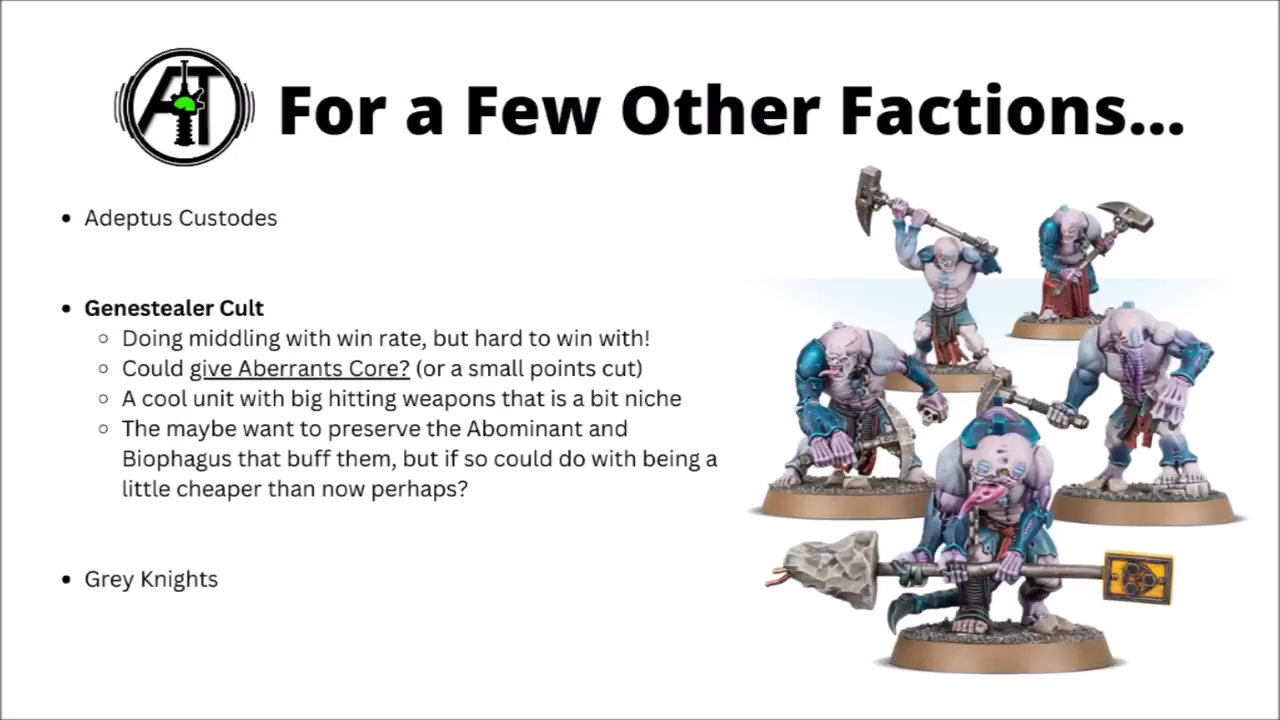 AT
For a Few Other Factions...
Adeptus Custodes
Genestealer Cult
Doing middling with win rate, but hard to win with!
Could give Aberrants Core? (or a small points cut)
A cool unit with big hitting weapons that is a bit niche
The maybe want to preserve the Abominant and
Biophagus that buff them, but if so could do with being a
little cheaper than now perhaps?
Grey Knights